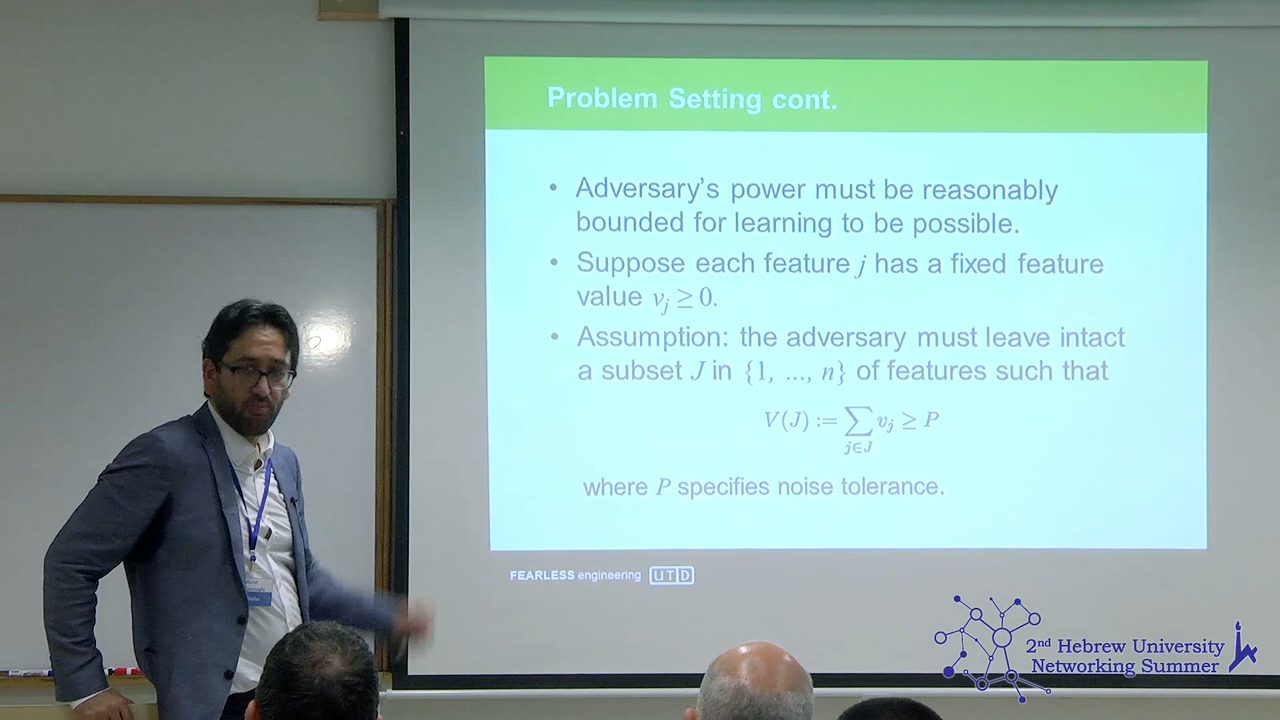 Problem Setting cont.
• Adversary's power must be reasonably
bounded for learning to be possible.
• Suppose each feature j has a fixed feature
value vⱼ ≥ 0.
• Assumption: the adversary must leave intact
a subset J in {1, ..., n} of features such that
V(J) := ∑ vⱼ ≥ P
j∈J
where P specifies noise tolerance.
FEARLESS engineering UTD
2nd Hebrew University
Networking Summer